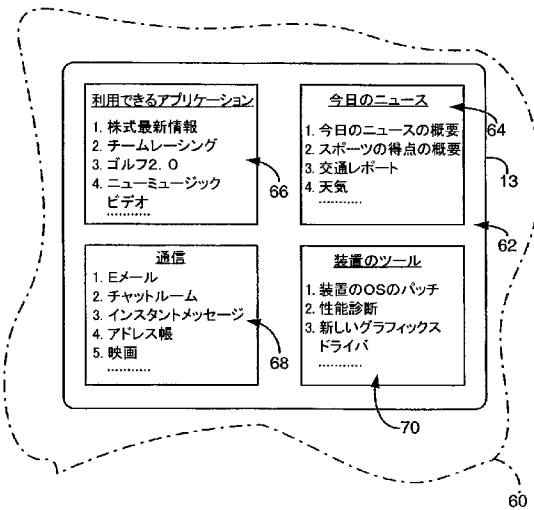 利用できるアプリケーション
1. 株式最新情報
2. チームレーシング
3. ゴルフ2.0
4. ニューミュージック
ビデオ
............
66
今日のニュース
1. 今日のニュースの概要
2. スポーツの得点の概要
3. 交通レポート
4. 天気
............
64
13
62
通信
1. Eメール
2. チャットルーム
3. インスタントメッセージ
4. アドレス帳
5. 映画
............
68
装置のツール
1. 装置のOSのパッチ
2. 性能診断
3. 新しいグラフィックス
ドライバ
............
70
60